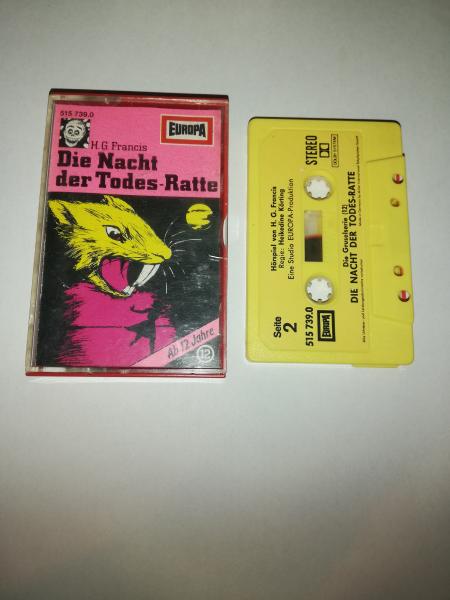 515 739.0
EUROPA
H. G. Francis
Die Nacht
der Todes-Ratte
Ab 12 Jahre
12
STEREO
DOLBY SYSTEM
Hörspiel von H. G. Francis
Regie: Heikedine Körting
Eine Studio EUROPA-Produktion
Seite
2
515 739.0
EUROPA
Die Gruselserie (12)
DIE NACHT DER TODES-RATTE